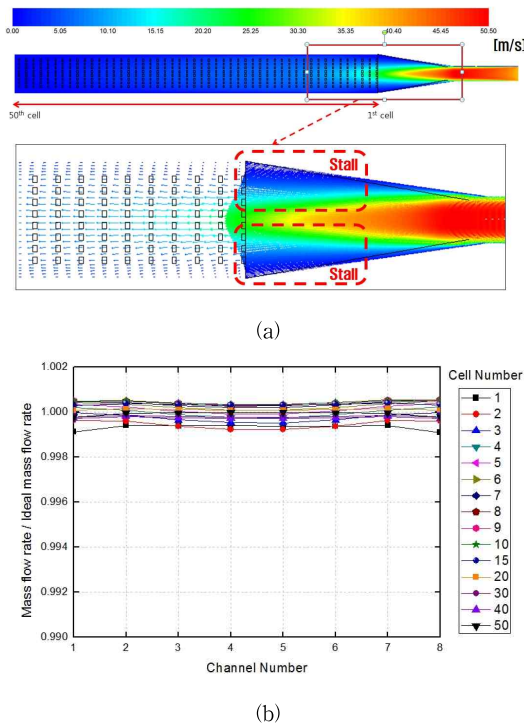 0.00 5.05 10.10 15.15 20.20 25.25 30.30 35.35 40.40 45.45 50.50
[m/s]
50th cell
1st cell
Stall
Stall
(a)
Mass flow rate / Ideal mass flow rate
1.002
1.000
0.998
0.996
0.994
0.992
0.990
1 2 3 4 5 6 7 8
Channel Number
Cell Number
1
2
3
4
5
6
7
8
9
10
15
20
30
40
50
(b)